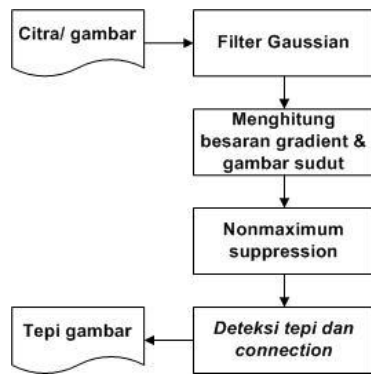 Citra/ gambar
Filter Gaussian
Menghitung
besaran gradient &
gambar sudut
Nonmaximum
suppression
Deteksi tepi dan
connection
Tepi gambar